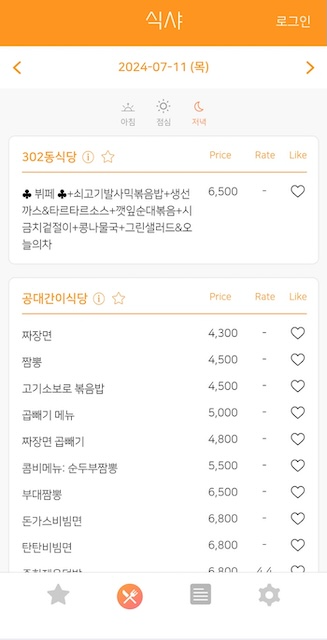 식샤
로그인
2024-07-11 (목)
아침
점심
저녁
302동식당
Price
Rate
Like
♣ 뷔페 ♣+쇠고기발사믹볶음밥+생선
까스&타르타르소스+깻잎순대볶음+시
금치겉절이+콩나물국+그린샐러드&오
늘의차
6,500
-
공대간이식당
Price
Rate
Like
짜장면 4,300 -
짬뽕 4,500 -
고기소보로 볶음밥 4,500 -
곱빼기 메뉴 5,000 -
짜장면 곱빼기 4,800 -
콤비메뉴: 순두부짬뽕 5,500 -
부대짬뽕 6,500 -
돈가스비빔면 6,800 -
탄탄비빔면 6,800 -
6,800 4.4